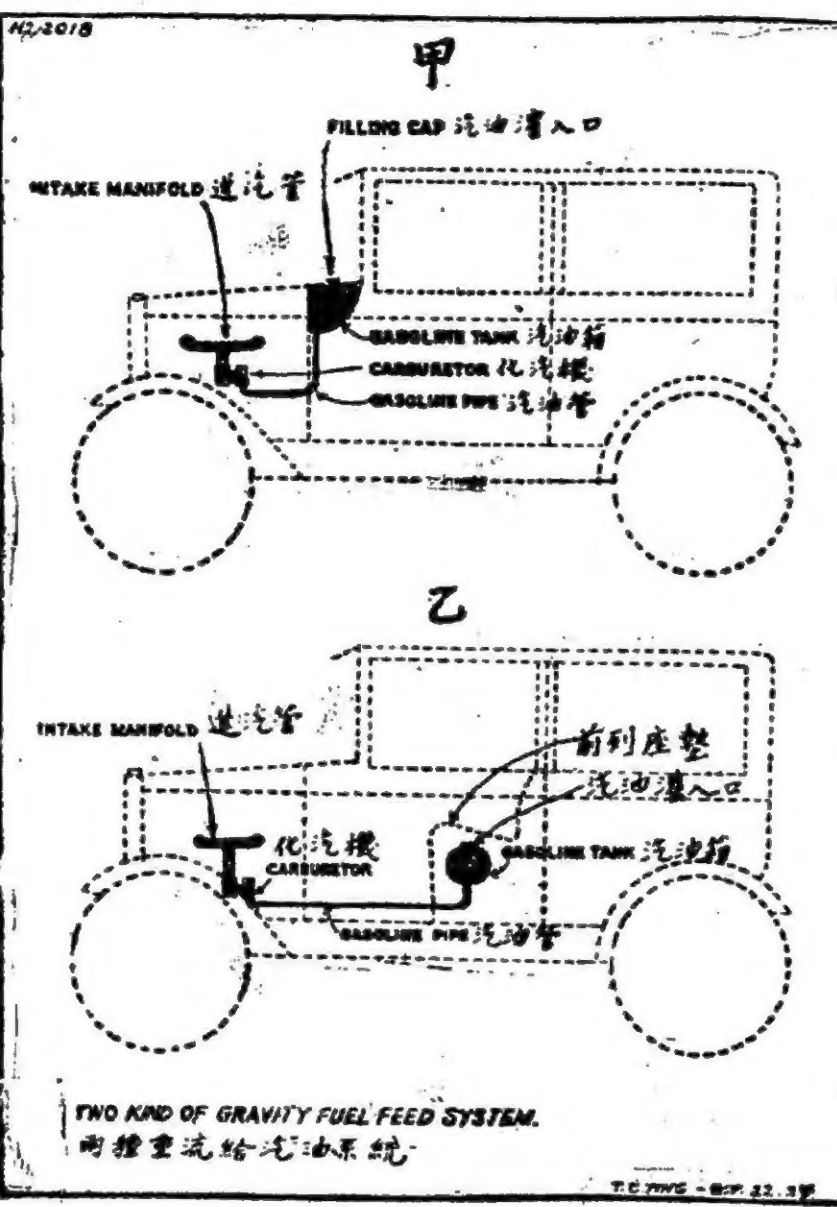 H2-2018
甲
FILLING CAP 汽油灌入口
INTAKE MANIFOLD 進汽管
GASOLINE TANK 汽油箱
CARBURETOR 化汽機
GASOLINE PIPE 汽油管
乙
INTAKE MANIFOLD 進汽管
前列座墊
汽油灌入口
化汽機
CARBURETOR
GASOLINE TANK 汽油箱
GASOLINE PIPE 汽油管
TWO KIND OF GRAVITY FUEL FEED SYSTEM.
兩種重流給汽油系統